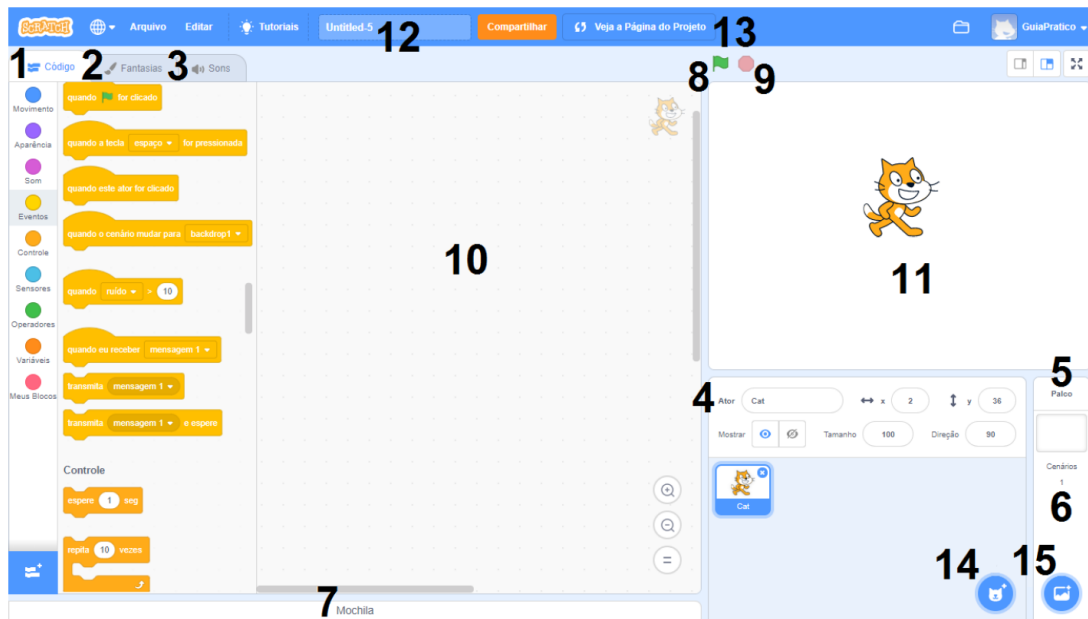 SCRATCH Arquivo Editar Tutoriais Untitled-5 Compartilhar Veja a Página do Projeto GuiaPratico
12 13
1 Código 2 Fantasias 3 Sons 8 9
Movimento
Aparência
Som
Eventos
Controle
Sensores
Operadores
Variáveis
Meus Blocos
quando for clicado
quando a tecla espaço for pressionada
quando este ator for clicado
quando o cenário mudar para backdrop1
quando ruído > 10
quando eu receber mensagem 1
transmita mensagem 1
transmita mensagem 1 e espere
Controle
espere 1 seg
repita 10 vezes
10
11
4 Ator Cat x 2 y 36
Mostrar Tamanho 100 Direção 90
Cat
5
Palco
Cenários
1
6
14 15
7 Mochila